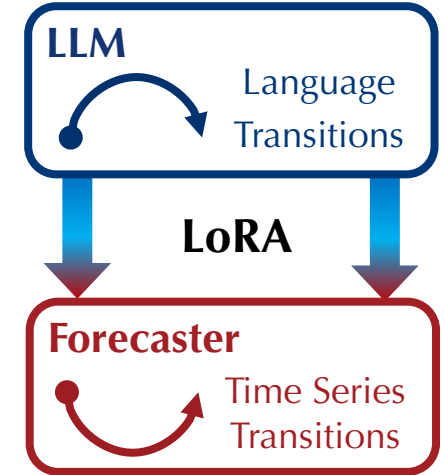 LLM
Language
Transitions
LoRA
Forecaster
Time Series
Transitions